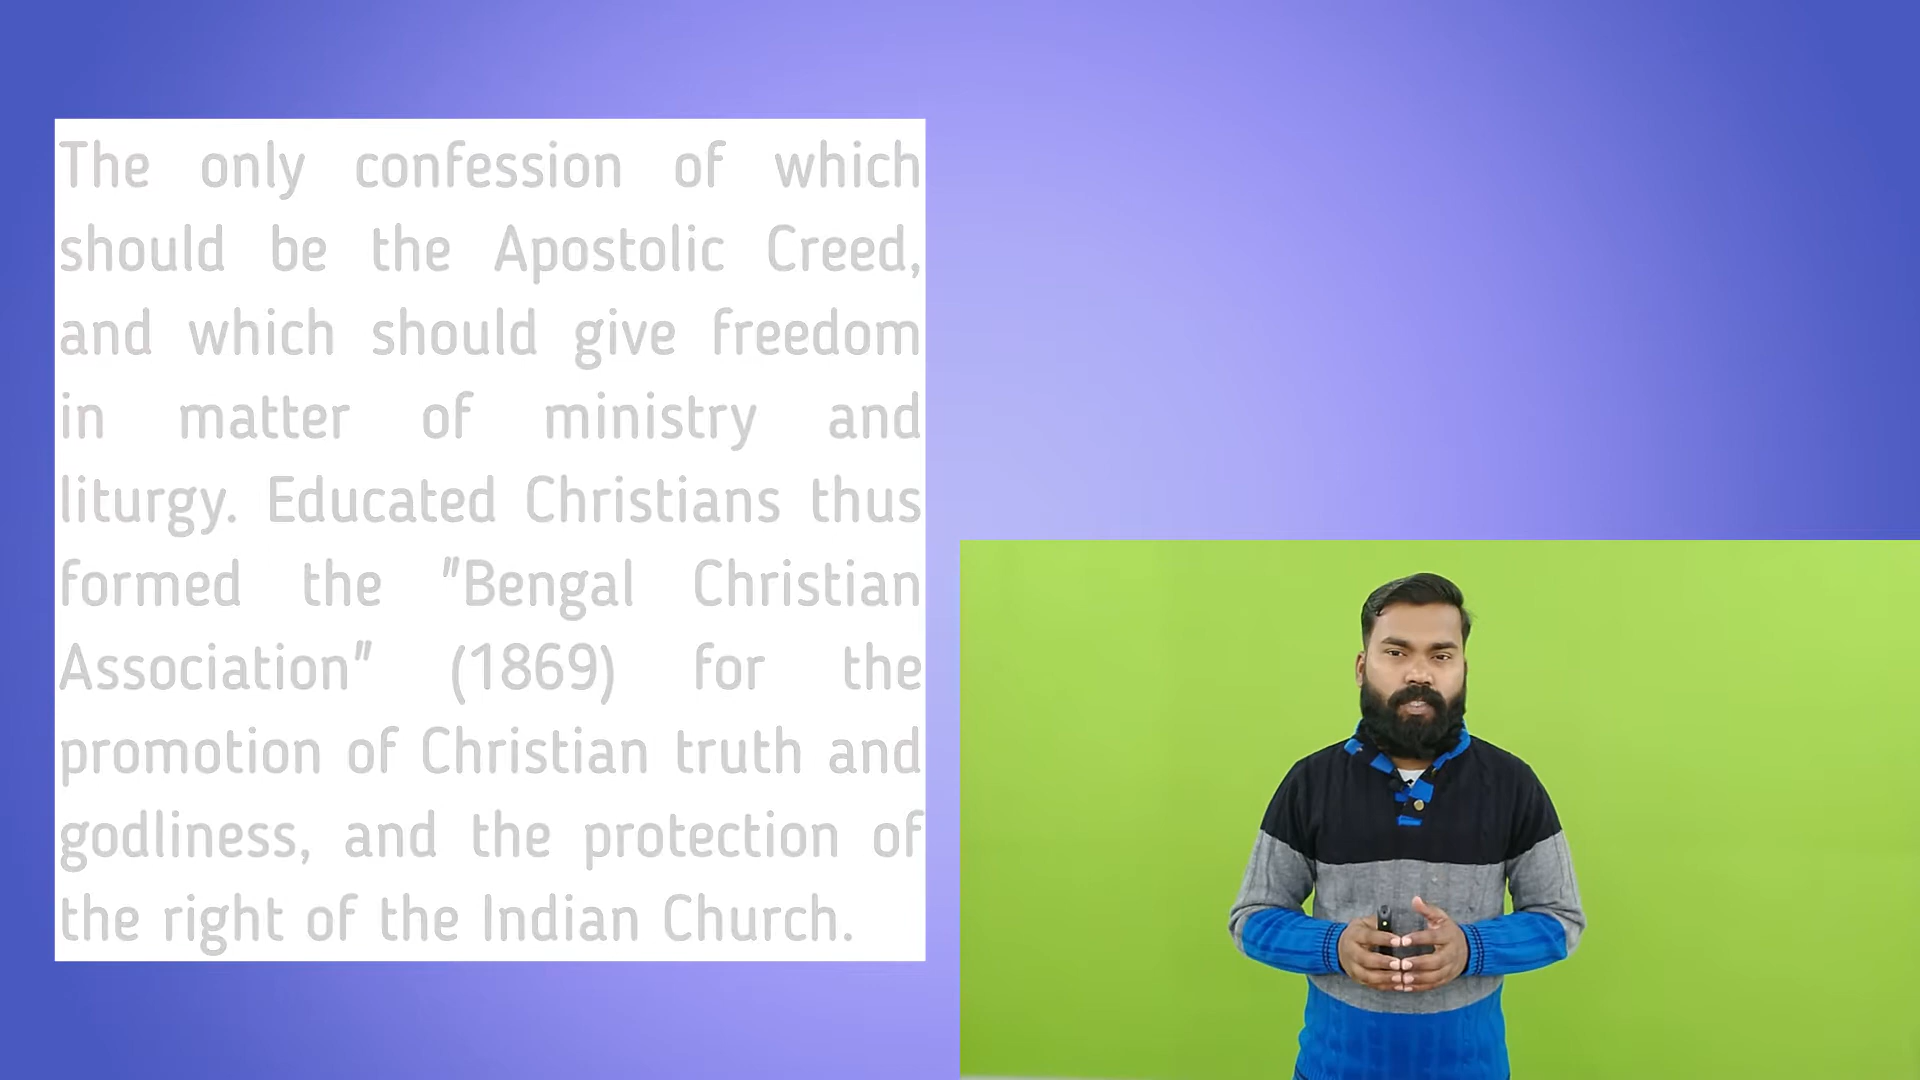 The only confession of which
should be the Apostolic Creed,
and which should give freedom
in matter of ministry and
liturgy. Educated Christians thus
formed the "Bengal Christian
Association" (1869) for the
promotion of Christian truth and
godliness, and the protection of
the right of the Indian Church.